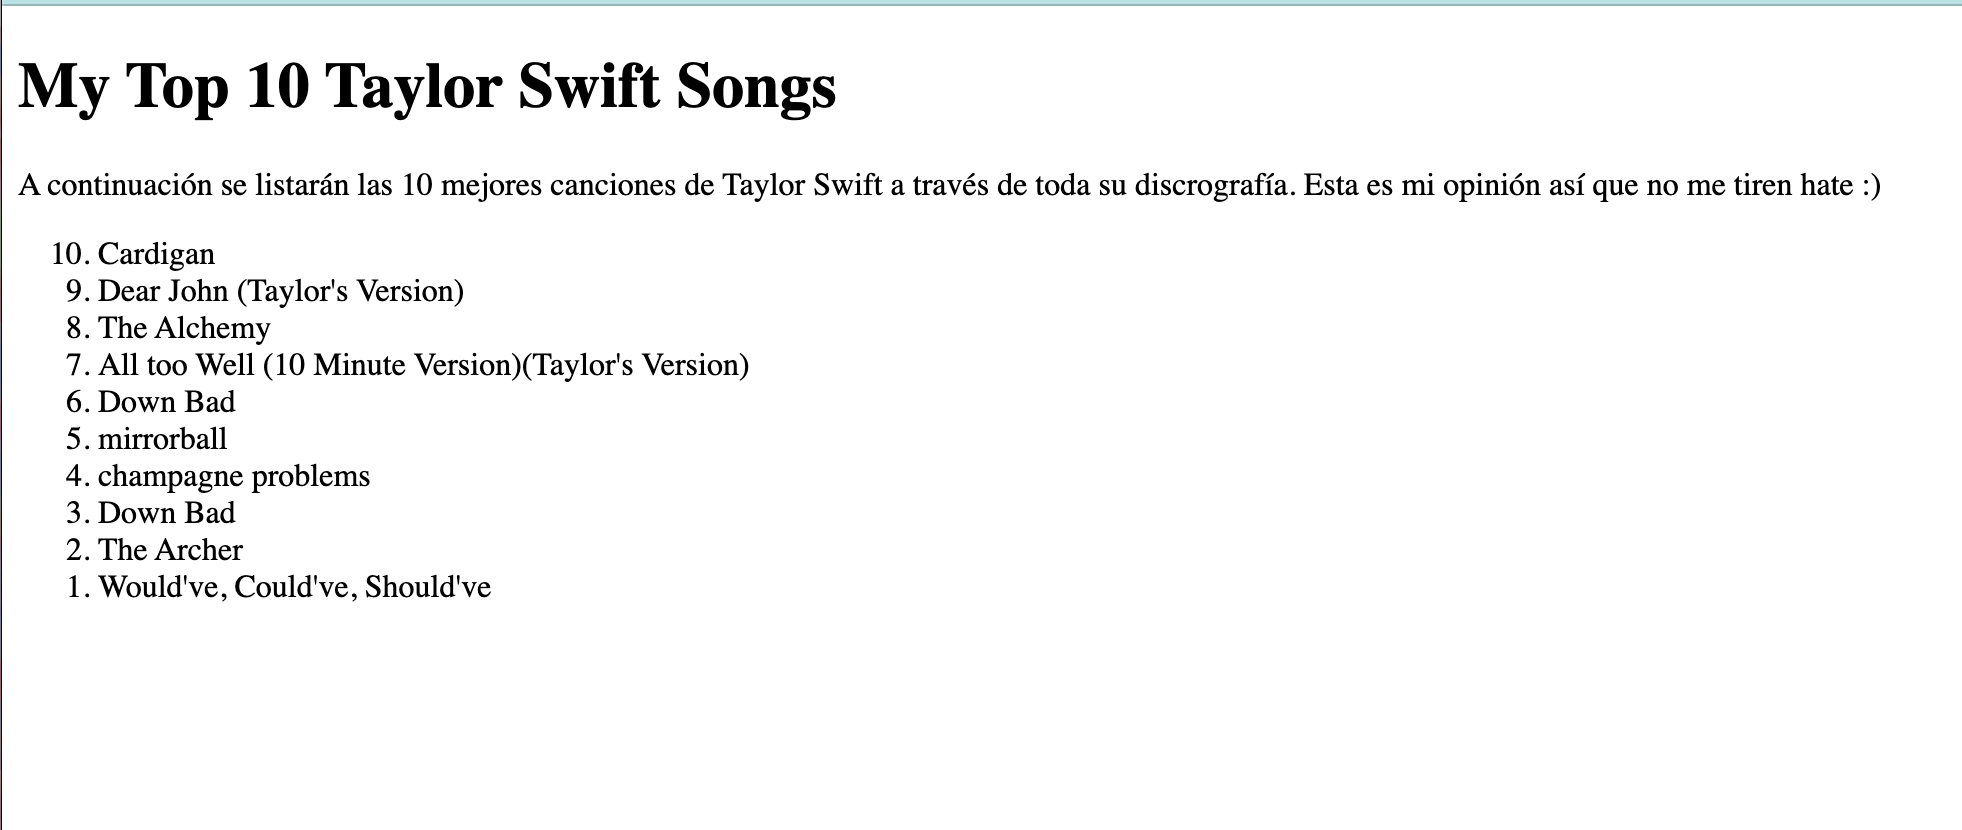 My Top 10 Taylor Swift Songs
A continuación se listarán las 10 mejores canciones de Taylor Swift a través de toda su discrografía. Esta es mi opinión así que no me tiren hate :)
10. Cardigan
9. Dear John (Taylor's Version)
8. The Alchemy
7. All too Well (10 Minute Version)(Taylor's Version)
6. Down Bad
5. mirrorball
4. champagne problems
3. Down Bad
2. The Archer
1. Would've, Could've, Should've